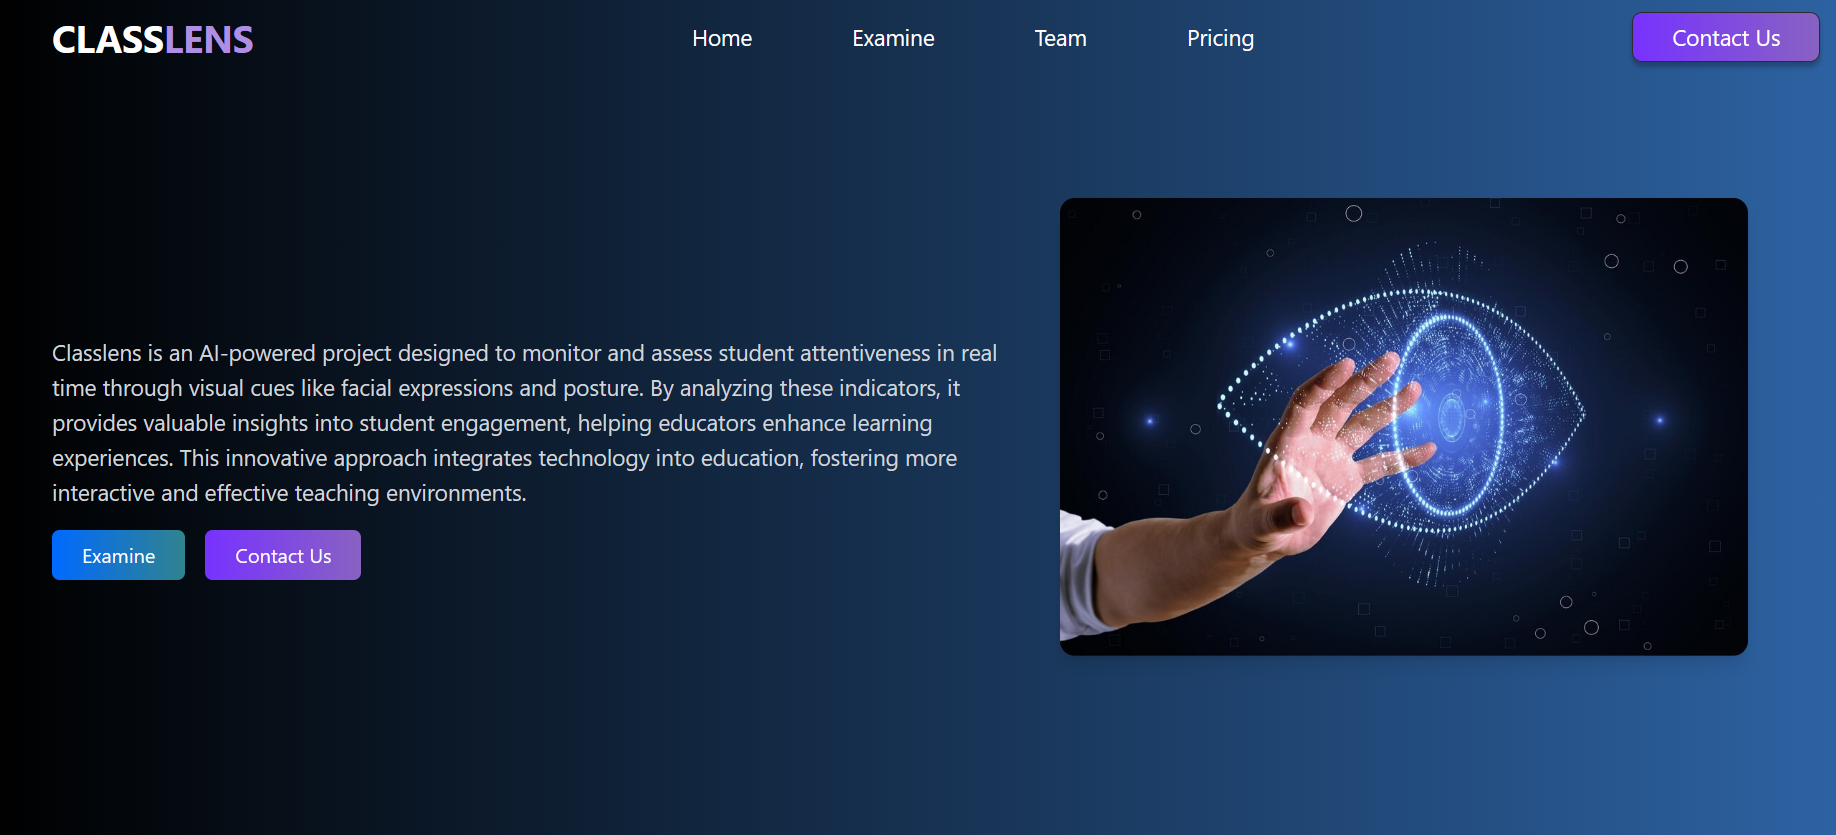 CLASSLENS
Home
Examine
Team
Pricing
Contact Us
Classlens is an AI-powered project designed to monitor and assess student attentiveness in real
time through visual cues like facial expressions and posture. By analyzing these indicators, it
provides valuable insights into student engagement, helping educators enhance learning
experiences. This innovative approach integrates technology into education, fostering more
interactive and effective teaching environments.
Examine
Contact Us